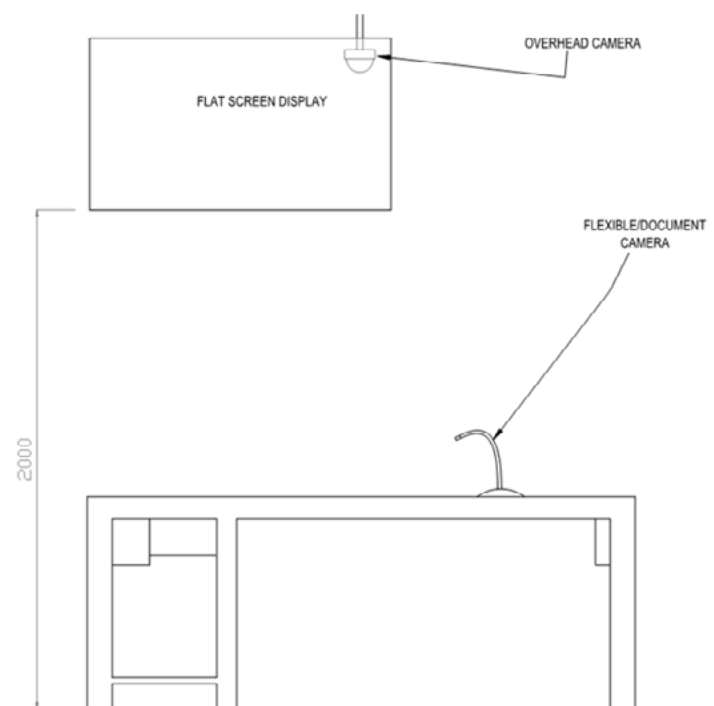 OVERHEAD CAMERA
FLAT SCREEN DISPLAY
FLEXIBLE/DOCUMENT
CAMERA
2000